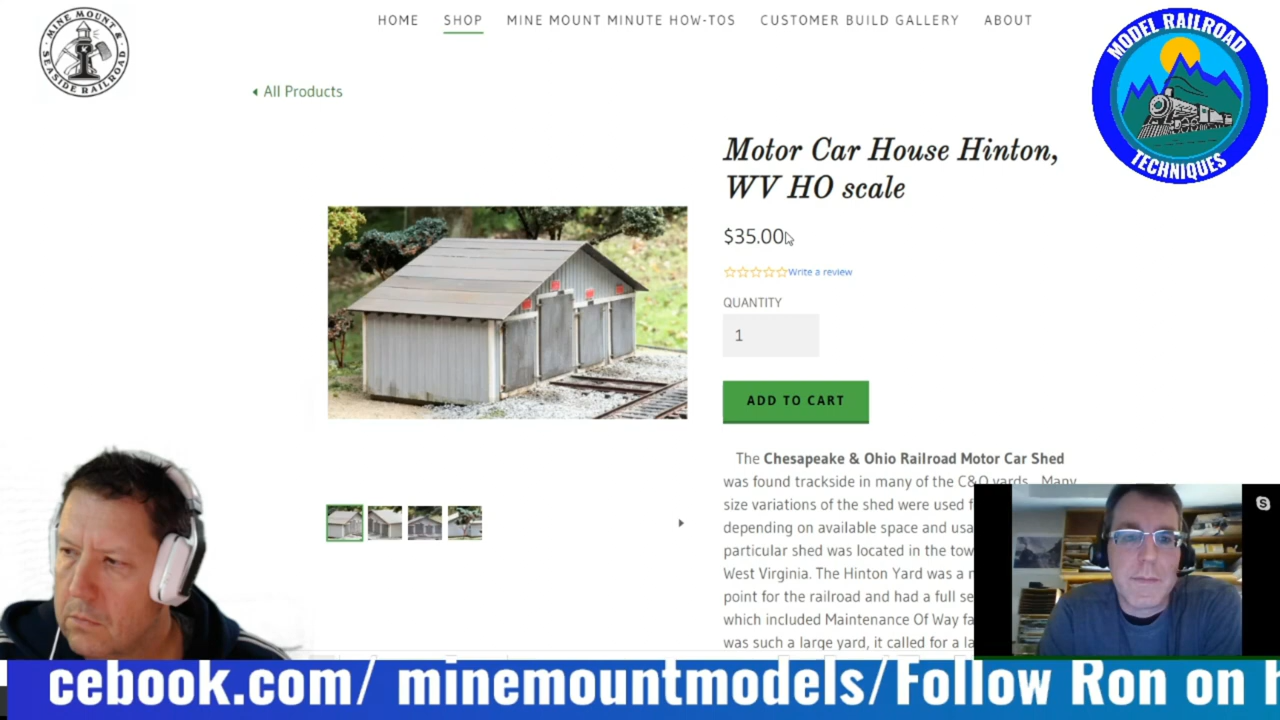 MINE MOUNT &
SEASIDE RAILROAD
HOME SHOP MINE MOUNT MINUTE HOW-TOS CUSTOMER BUILD GALLERY ABOUT
MODEL RAILROAD
TECHNIQUES
All Products
Motor Car House Hinton,
WV HO scale
$35.00
Write a review
QUANTITY
1
ADD TO CART
The Chesapeake & Ohio Railroad Motor Car Shed
was found trackside in many of the C&O yards. Many
size variations of the shed were used
depending on available space and
particular shed was located in the
West Virginia. The Hinton Yard was a
point for the railroad and had a full
which included Maintenance Of Way
was such a large yard, it called for a
cebook.com/ minemountmodels/Follow Ron on